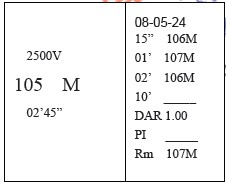 2500V
105 M
02’45”
08-05-24
15” 106M
01’ 107M
02’ 106M
10’ _____
DAR 1.00
PI _____
Rm 107M